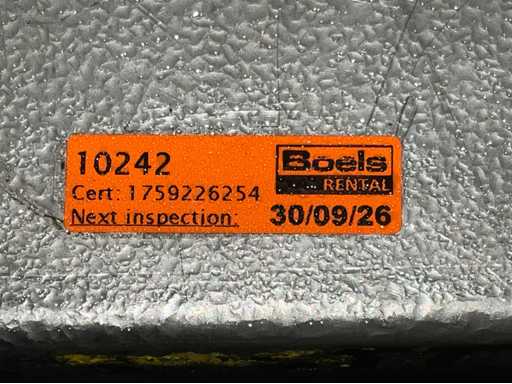 10242
Boels
RENTAL
Cert: 1759226254
Next inspection: 30/09/26